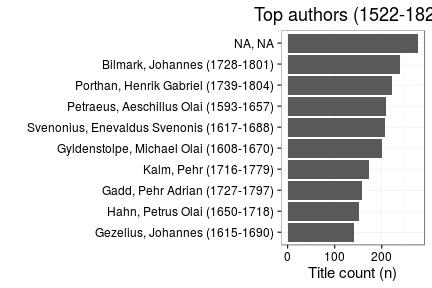 Top authors (1522-182
NA, NA
Bilmark, Johannes (1728-1801)
Porthan, Henrik Gabriel (1739-1804)
Petraeus, Aeschillus Olai (1593-1657)
Svenonius, Enevaldus Svenonis (1617-1688)
Gyldenstolpe, Michael Olai (1608-1670)
Kalm, Pehr (1716-1779)
Gadd, Pehr Adrian (1727-1797)
Hahn, Petrus Olai (1650-1718)
Gezelius, Johannes (1615-1690)
0 100 200
Title count (n)